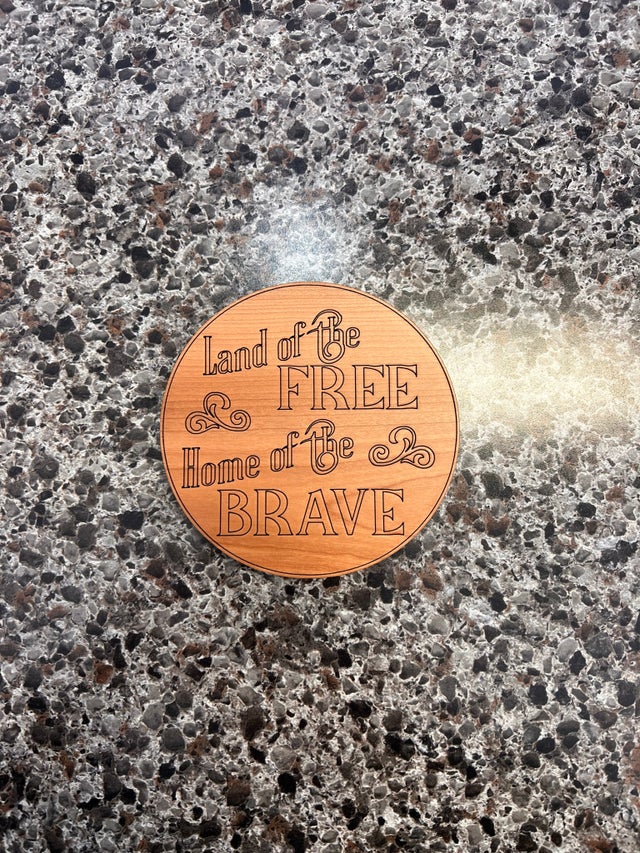 Land of the
FREE
Home of the
BRAVE